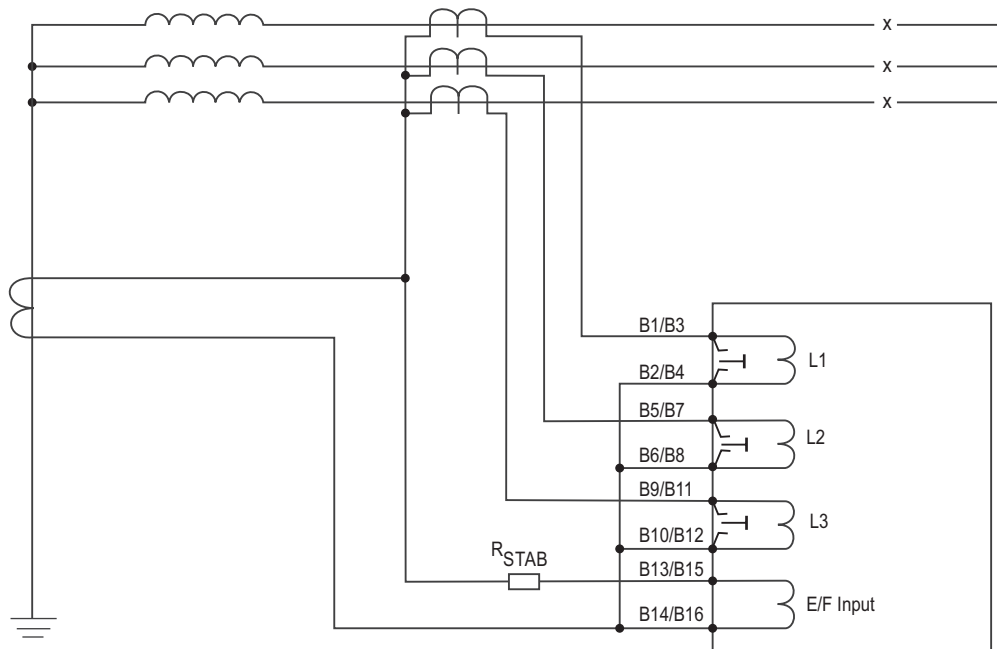 x
x
x
B1/B3
L1
B2/B4
B5/B7
L2
B6/B8
B9/B11
L3
B10/B12
RSTAB
B13/B15
E/F Input
B14/B16